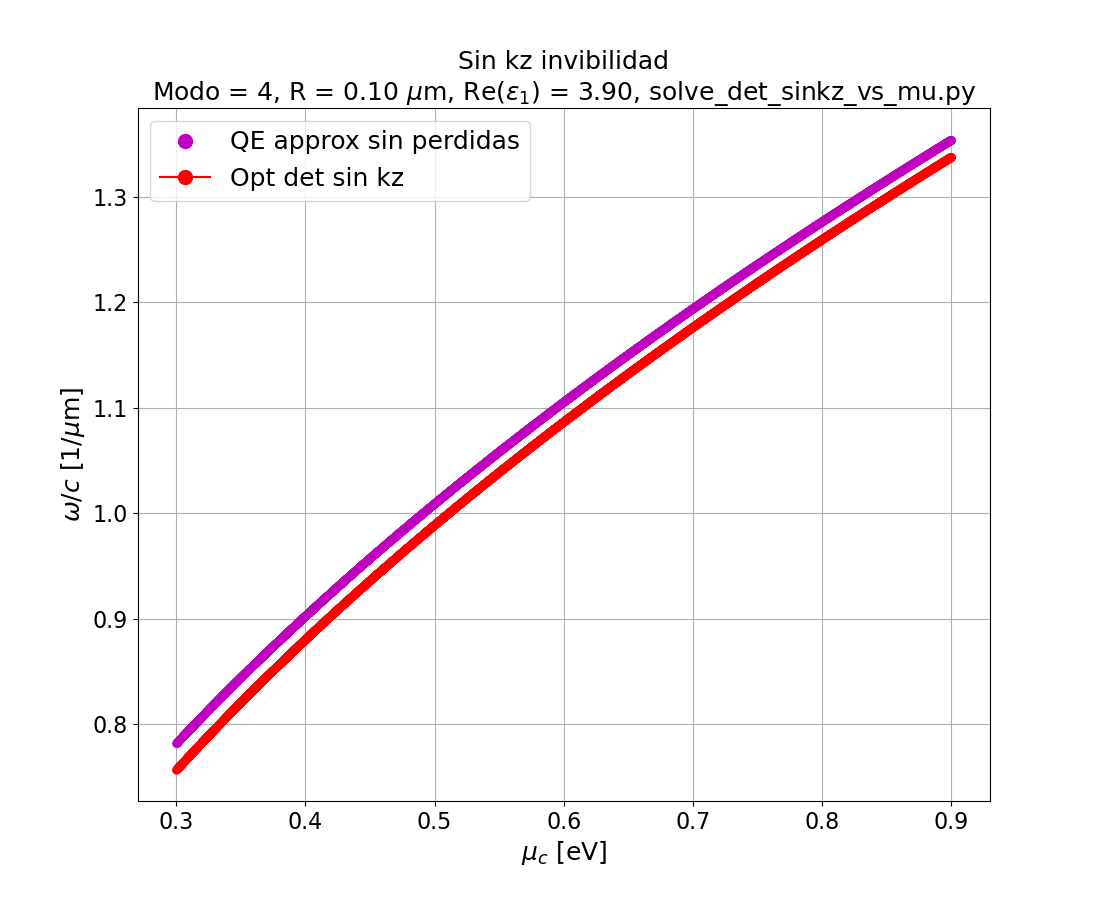 Sin kz invibilidad
Modo = 4, R = 0.10 μm, Re(ε₁) = 3.90, solve_det_sinkz_vs_mu.py
QE approx sin perdidas
Opt det sin kz
1.3
1.2
1.1
1.0
0.9
0.8
ω/c [1/μm]
0.3 0.4 0.5 0.6 0.7 0.8 0.9
μ_c [eV]